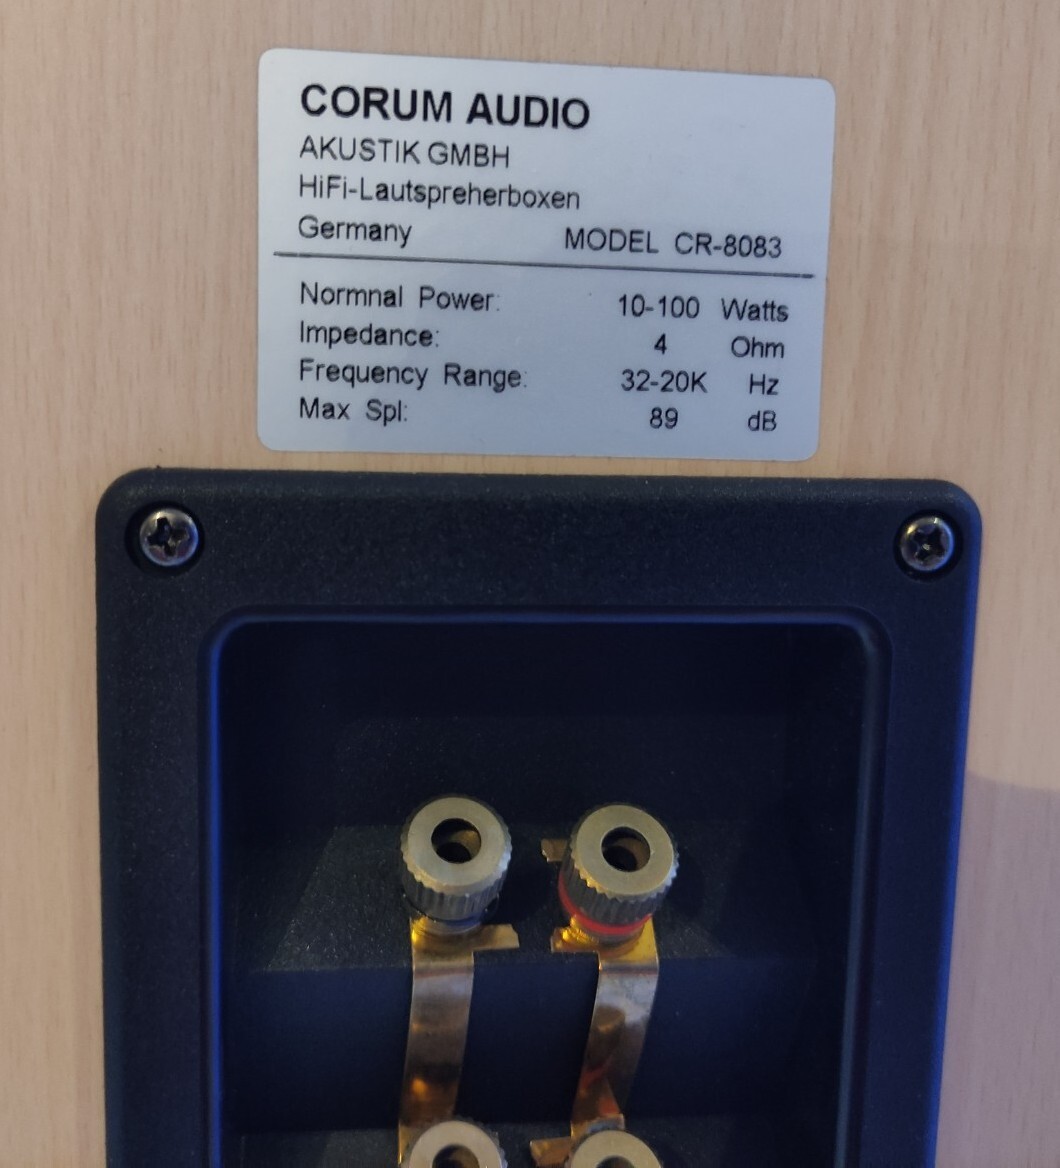 CORUM AUDIO
AKUSTIK GMBH
HiFi-Lautspreherboxen
Germany MODEL CR-8083
Normnal Power: 10-100 Watts
Impedance: 4 Ohm
Frequency Range: 32-20K Hz
Max Spl: 89 dB